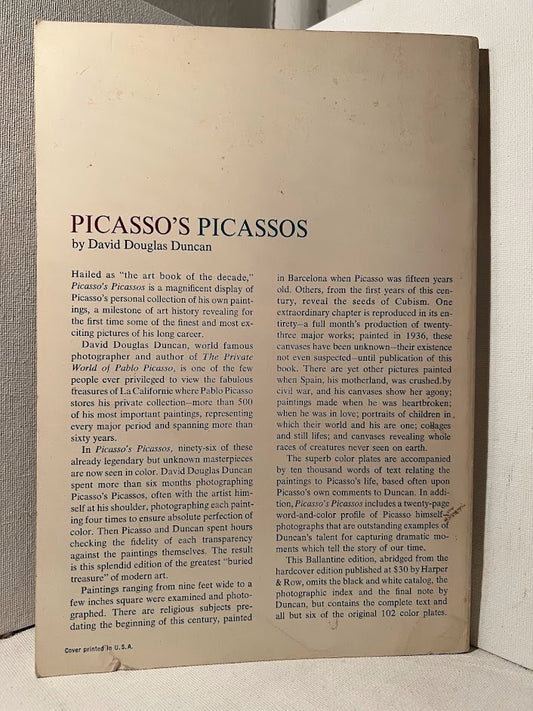 PICASSO'S PICASSOS
by David Douglas Duncan
Hailed as "the art book of the decade,"
Picasso's Picassos is a magnificent display of
Picasso's personal collection of his own paint-
ings, a milestone of art history revealing for
the first time some of the finest and most ex-
citing pictures of his long career.
David Douglas Duncan, world famous
photographer and author of The Private
World of Pablo Picasso, is one of the few
people ever privileged to view the fabulous
treasures of La Californie where Pablo Picasso
stores his private collection—more than 500
of his most important paintings, representing
every major period and spanning more than
sixty years.
In Picasso's Picassos, ninety-six of these
already legendary but unknown masterpieces
are now seen in color. David Douglas Duncan
spent more than six months photographing
Picasso's Picassos, often with the artist him-
self at his shoulder, photographing each paint-
ing four times to ensure absolute perfection of
color. Then Picasso and Duncan spent hours
checking the fidelity of each transparency
against the paintings themselves. The result
is this splendid edition of the greatest "buried
treasure" of modern art.
Paintings ranging from nine feet wide to a
few inches square were examined and photo-
graphed. There are religious subjects pre-
dating the beginning of this century, painted
in Barcelona when Picasso was fifteen years
old. Others, from the first years of this cen-
tury, reveal the seeds of Cubism. One
extraordinary chapter is reproduced in its en-
tirety—a full month's production of twenty-
three major works; painted in 1936, these
canvases have been unknown—their existence
not even suspected—until publication of this
book. There are yet other pictures painted
when Spain, his motherland, was crushed by
civil war, and his canvases show her agony;
paintings made when he was heartbroken;
when he was in love; portraits of children in
which their world and his are one; collages
and still lifes; and canvases revealing whole
races of creatures never seen on earth.
The superb color plates are accompanied
by ten thousand words of text relating the
paintings to Picasso's life, based often upon
Picasso's own comments to Duncan. In addi-
tion, Picasso's Picassos includes a twenty-page
word-and-color profile of Picasso himself—
photographs that are outstanding examples of
Duncan's talent for capturing dramatic mo-
ments which tell the story of our time.
This Ballantine edition, abridged from the
hardcover edition published at $30 by Harper
& Row, omits the black and white catalog, the
photographic index and the final note by
Duncan, but contains the complete text and
all but six of the original 102 color plates.
Cover printed in U.S.A.